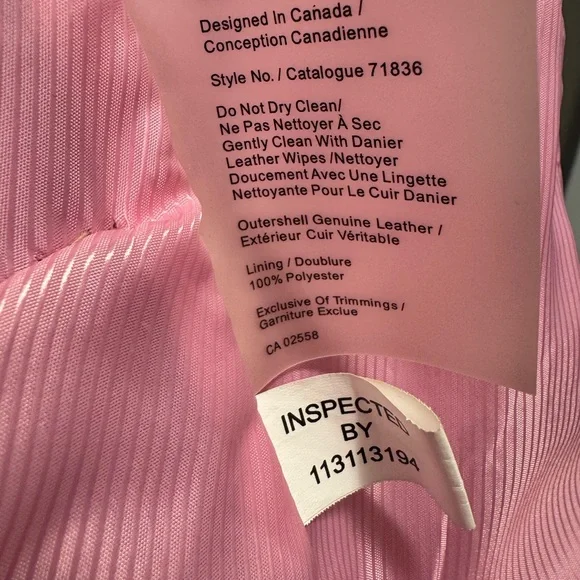 Designed In Canada /
Conception Canadienne
Style No. / Catalogue 71836
Do Not Dry Clean/
Ne Pas Nettoyer À Sec
Gently Clean With Danier
Leather Wipes /Nettoyer
Doucement Avec Une Lingette
Nettoyante Pour Le Cuir Danier
Outershell Genuine Leather /
Extérieur Cuir Véritable
Lining / Doublure
100% Polyester
Exclusive Of Trimmings /
Garniture Exclue
CA 02558
INSPECTED
BY
113113194